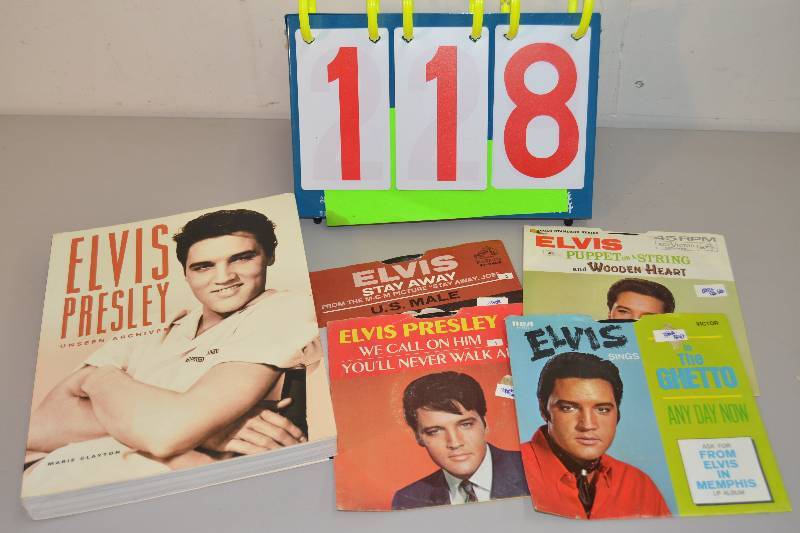 118
ELVIS
PRESLEY
UNSEEN ARCHIVES
MARIE CLAYTON
ELVIS
STAY AWAY
FROM THE M-G-M PICTURE "STAY AWAY, JOE"
U.S. MALE
ELVIS PRESLEY
WE CALL ON HIM
YOU'LL NEVER WALK A
45 RPM
ELVIS
PUPPET ON A STRING
and WOODEN HEART
RCA
VICTOR
ELVIS
SINGS
The
GHETTO
ANY DAY NOW
ASK FOR
FROM
ELVIS
IN
MEMPHIS
LP ALBUM